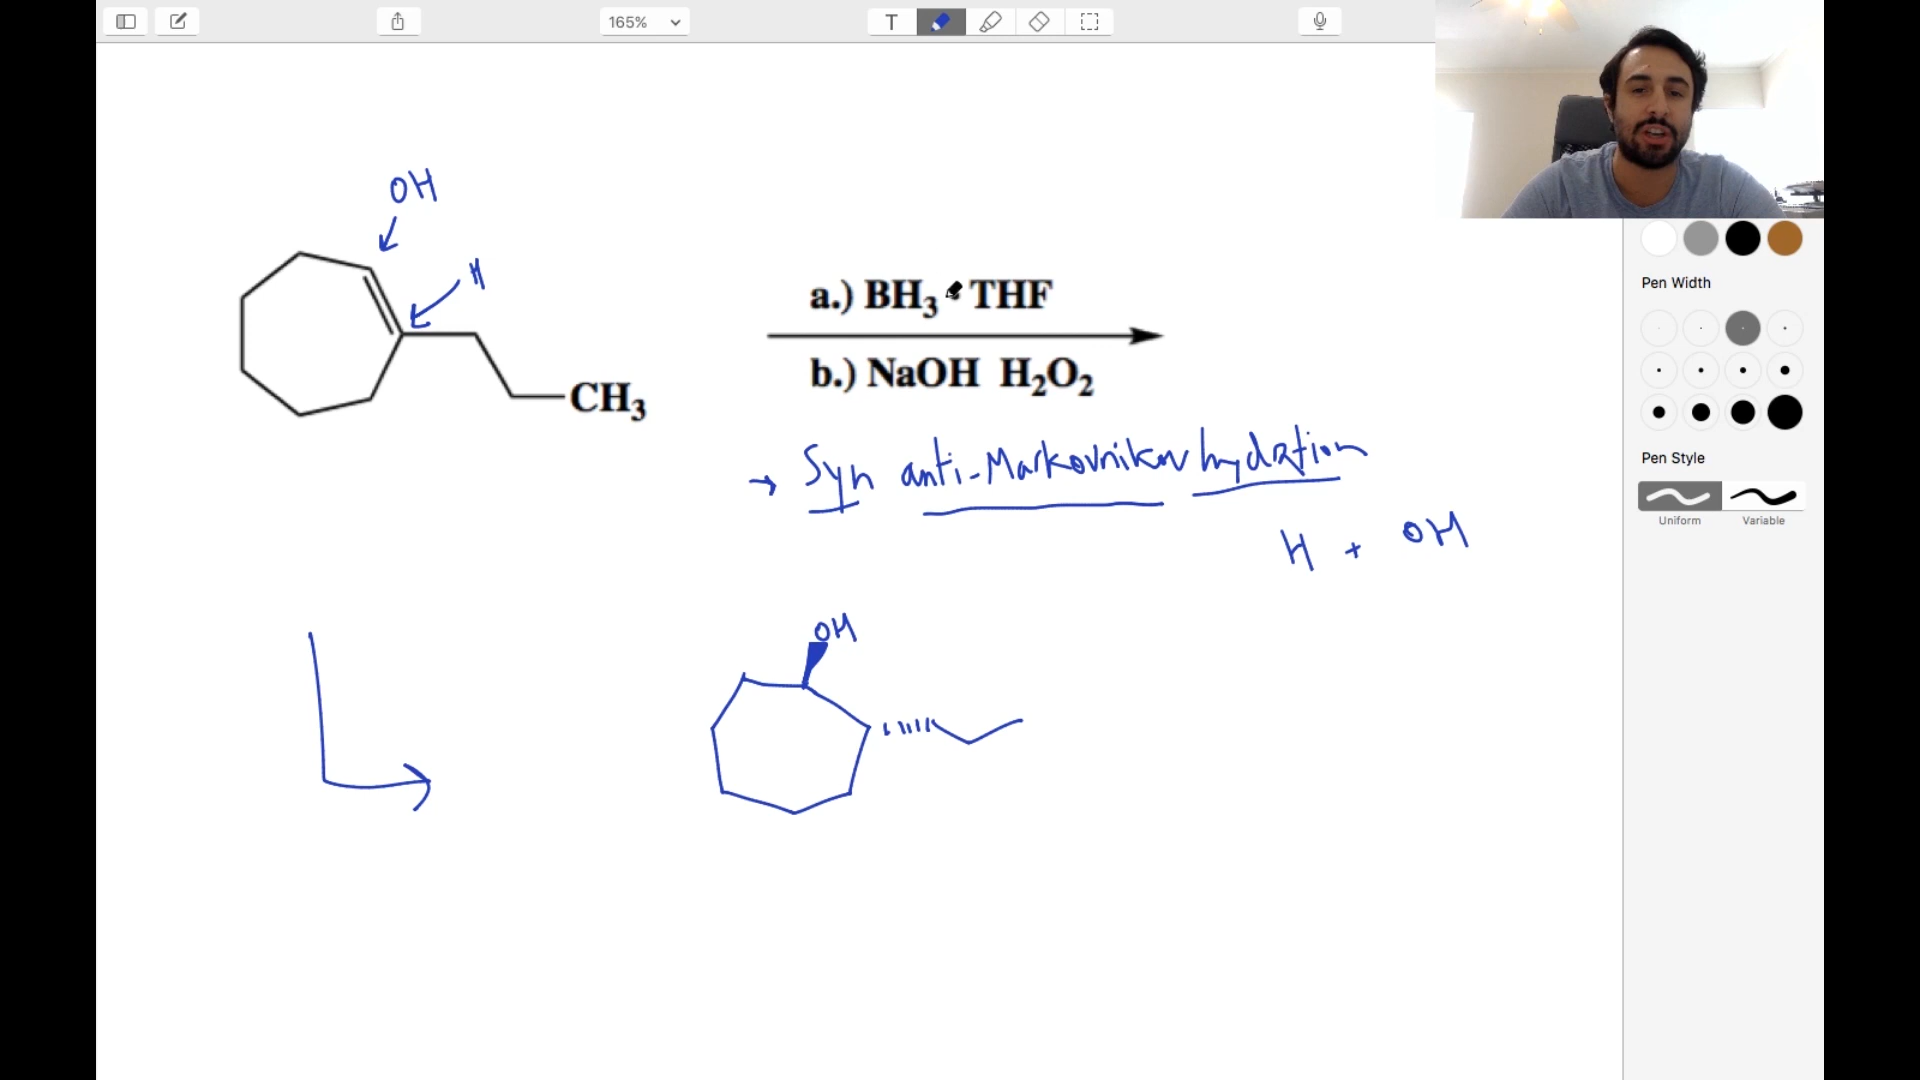 165%
T
OH
H
CH3
a.) BH3 • THF
b.) NaOH H2O2
→ Syn anti-Markovnikov hydration
H + OH
OH
Pen Width
Pen Style
Uniform Variable